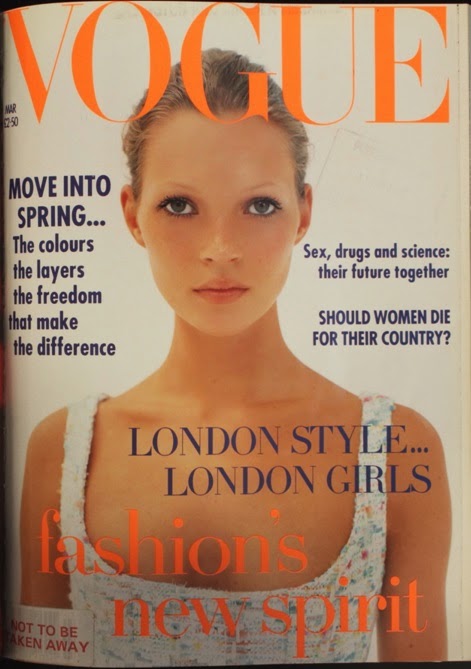 VOGUE
MAR
£2·50
MOVE INTO
SPRING...
The colours
the layers
the freedom
that make
the difference
Sex, drugs and science:
their future together
SHOULD WOMEN DIE
FOR THEIR COUNTRY?
LONDON STYLE...
LONDON GIRLS
fashion's
new spirit
NOT TO BE
TAKEN AWAY